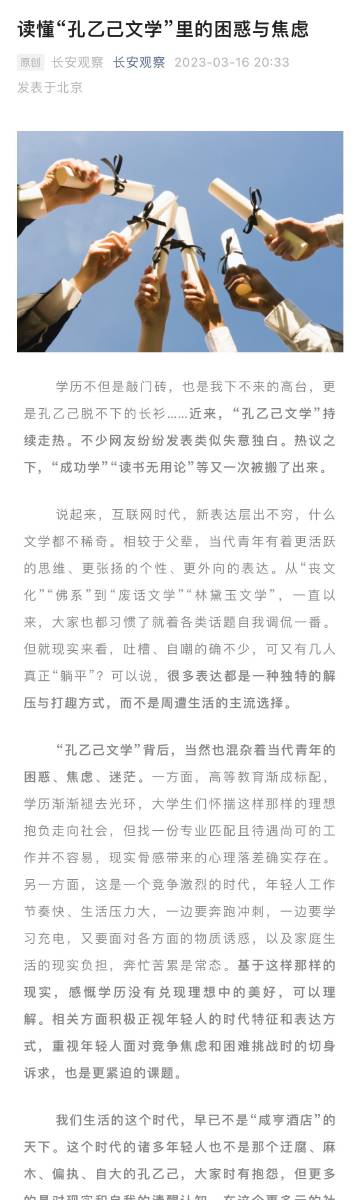 读懂“孔乙己文学”里的困惑与焦虑
原创 长安观察 长安观察 2023-03-16 20:33
发表于北京
学历不但是敲门砖，也是我下不来的高台，更
是孔乙己脱不下的长衫……近来，“孔乙己文学”持
续走热。不少网友纷纷发表类似失意独白。热议之
下，“成功学”“读书无用论”等又一次被搬了出来。
说起来，互联网时代，新表达层出不穷，什么
文学都不稀奇。相较于父辈，当代青年有着更活跃
的思维、更张扬的个性、更外向的表达。从“丧文
化”“佛系”到“废话文学”“林黛玉文学”，一直以
来，大家也都习惯了就着各类话题自我调侃一番。
但就现实来看，吐槽、自嘲的确不少，可又有几人
真正“躺平”？可以说，很多表达都是一种独特的解
压与打趣方式，而不是周遭生活的主流选择。
“孔乙己文学”背后，当然也混杂着当代青年的
困惑、焦虑、迷茫。一方面，高等教育渐成标配，
学历渐渐褪去光环，大学生们怀揣这样那样的理想
抱负走向社会，但找一份专业匹配且待遇尚可的工
作并不容易，现实骨感带来的心理落差确实存在。
另一方面，这是一个竞争激烈的时代，年轻人工作
节奏快、生活压力大，一边要奔跑冲刺，一边要学
习充电，又要面对各方面的物质诱惑，以及家庭生
活的现实负担，奔忙苦累是常态。基于这样那样的
现实，感慨学历没有兑现理想中的美好，可以理
解。相关方面积极正视年轻人的时代特征和表达方
式，重视年轻人面对竞争焦虑和困难挑战时的切身
诉求，也是更紧迫的课题。
我们生活的这个时代，早已不是“咸亨酒店”的
天下。这个时代的诸多年轻人也不是那个迂腐、麻
木、偏执、自大的孔乙己，大家时有抱怨，但更多